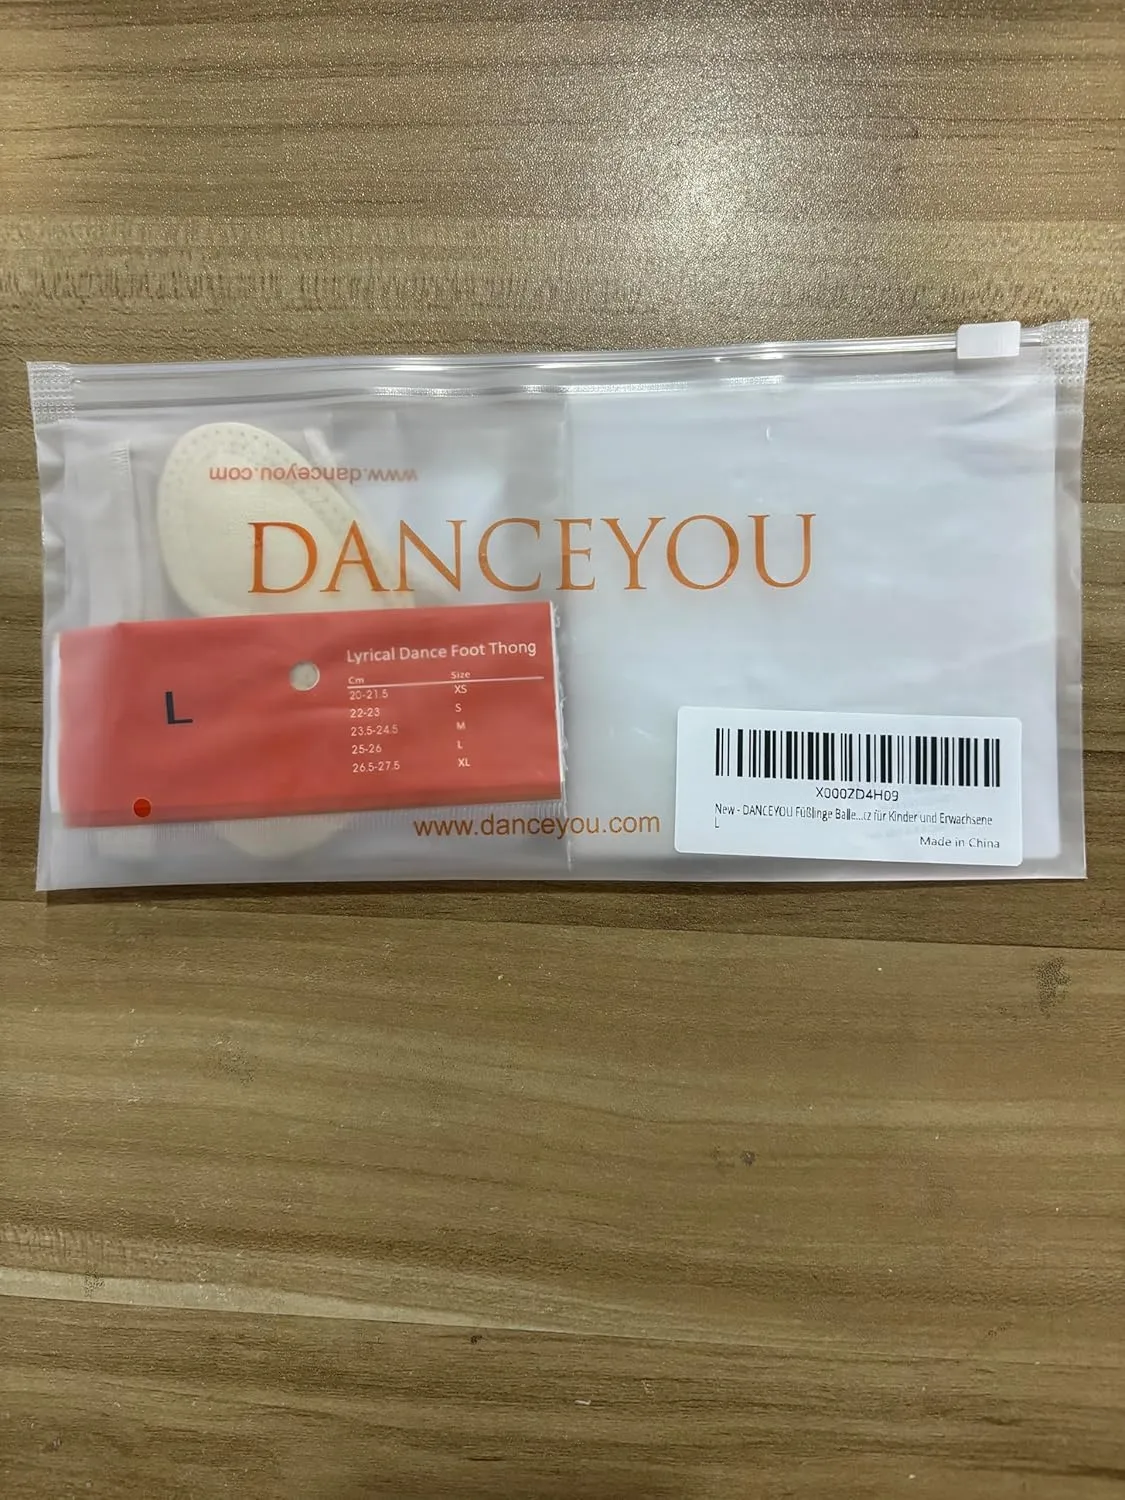 www.danceyou.com
DANCEYOU
Lyrical Dance Foot Thong
Cm Size
20-21.5 XS
22-23 S
23.5-24.5 M
25-26 L
26.5-27.5 XL
L
www.danceyou.com
X000ZD4H09
New - DANCEYOU Füßlinge Balle...tz für Kinder und Erwachsene
L
Made in China